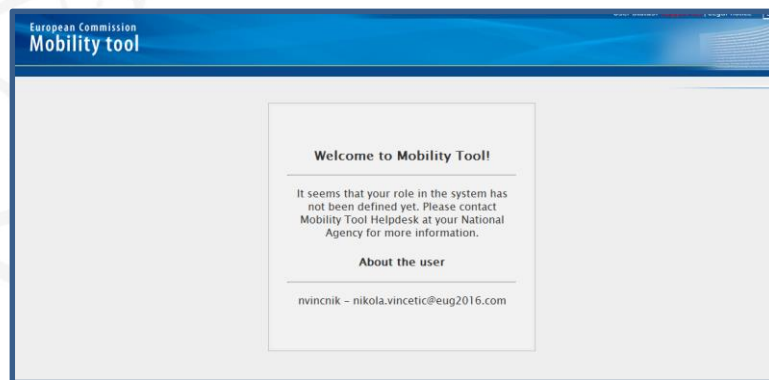 European Commission
Mobility tool
Welcome to Mobility Tool!
It seems that your role in the system has
not been defined yet. Please contact
Mobility Tool Helpdesk at your National
Agency for more information.
About the user
nvincnik – nikola.vincetic@eug2016.com